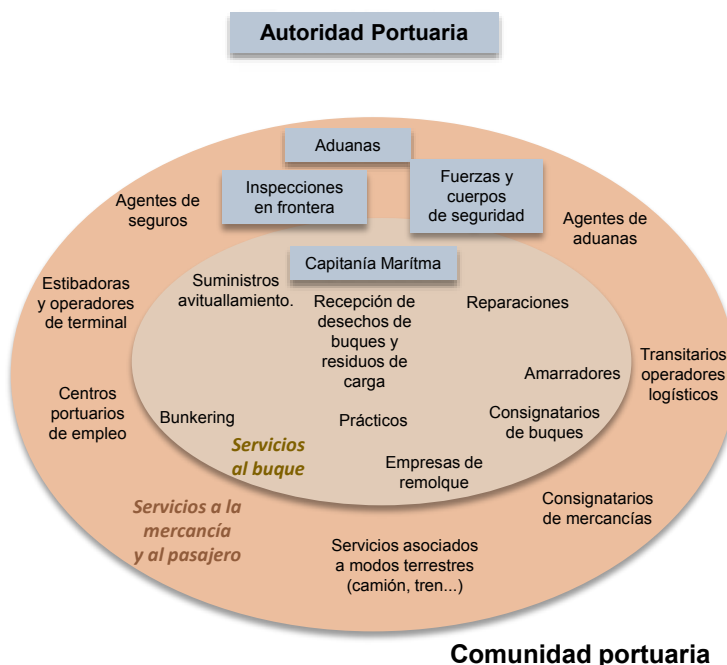 Autoridad Portuaria
Aduanas
Inspecciones
en frontera
Fuerzas y
cuerpos
de seguridad
Agentes de
seguros
Agentes de
aduanas
Capitanía Marítma
Estibadoras
y operadores
de terminal
Suministros
avituallamiento.
Recepción de
desechos de
buques y
residuos de
carga
Reparaciones
Transitarios
operadores
logísticos
Amarradores
Centros
portuarios
de empleo
Bunkering
Prácticos
Consignatarios
de buques
Servicios
al buque
Empresas de
remolque
Servicios a la
mercancía
y al pasajero
Consignatarios
de mercancías
Servicios asociados
a modos terrestres
(camión, tren...)
Comunidad portuaria